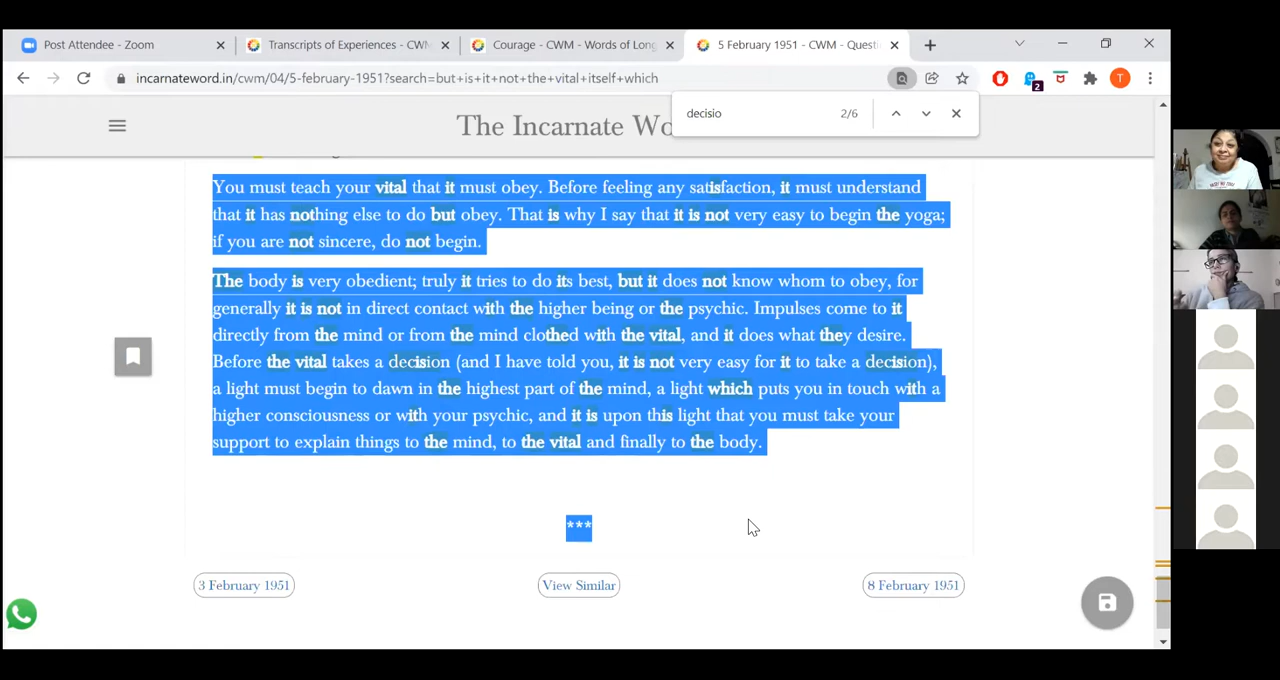 Post Attendee - Zoom
Transcripts of Experiences - CWN
Courage - CWM - Words of Long
5 February 1951 - CWM - Questi
incarnateword.in/cwm/04/5-february-1951?search=but+is+it+not+the+vital+itself+which
2
T
decisio 2/6
The Incarnate Wo
You must teach your vital that it must obey. Before feeling any satisfaction, it must understand
that it has nothing else to do but obey. That is why I say that it is not very easy to begin the yoga;
if you are not sincere, do not begin.
The body is very obedient; truly it tries to do its best, but it does not know whom to obey, for
generally it is not in direct contact with the higher being or the psychic. Impulses come to it
directly from the mind or from the mind clothed with the vital, and it does what they desire.
Before the vital takes a decision (and I have told you, it is not very easy for it to take a decision),
a light must begin to dawn in the highest part of the mind, a light which puts you in touch with a
higher consciousness or with your psychic, and it is upon this light that you must take your
support to explain things to the mind, to the vital and finally to the body.
***
3 February 1951
View Similar
8 February 1951